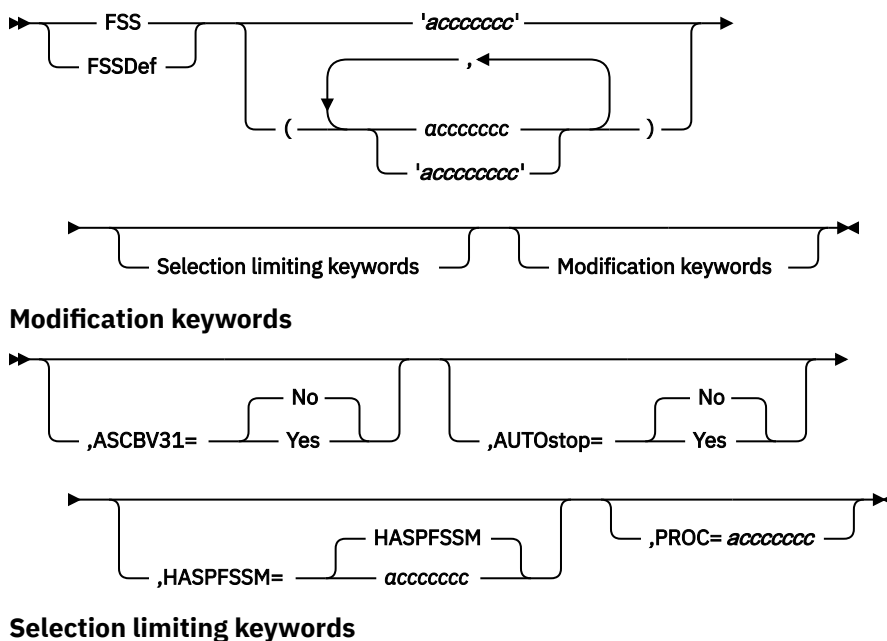 FSS 'accccccc'
FSSDef
,
( accccccc )
'acccccccc'
Selection limiting keywords Modification keywords
Modification keywords
No No
,ASCBV31= Yes ,AUTOstop= Yes
HASPFSSM ,PROC= accccccc
,HASPFSSM= accccccc
Selection limiting keywords